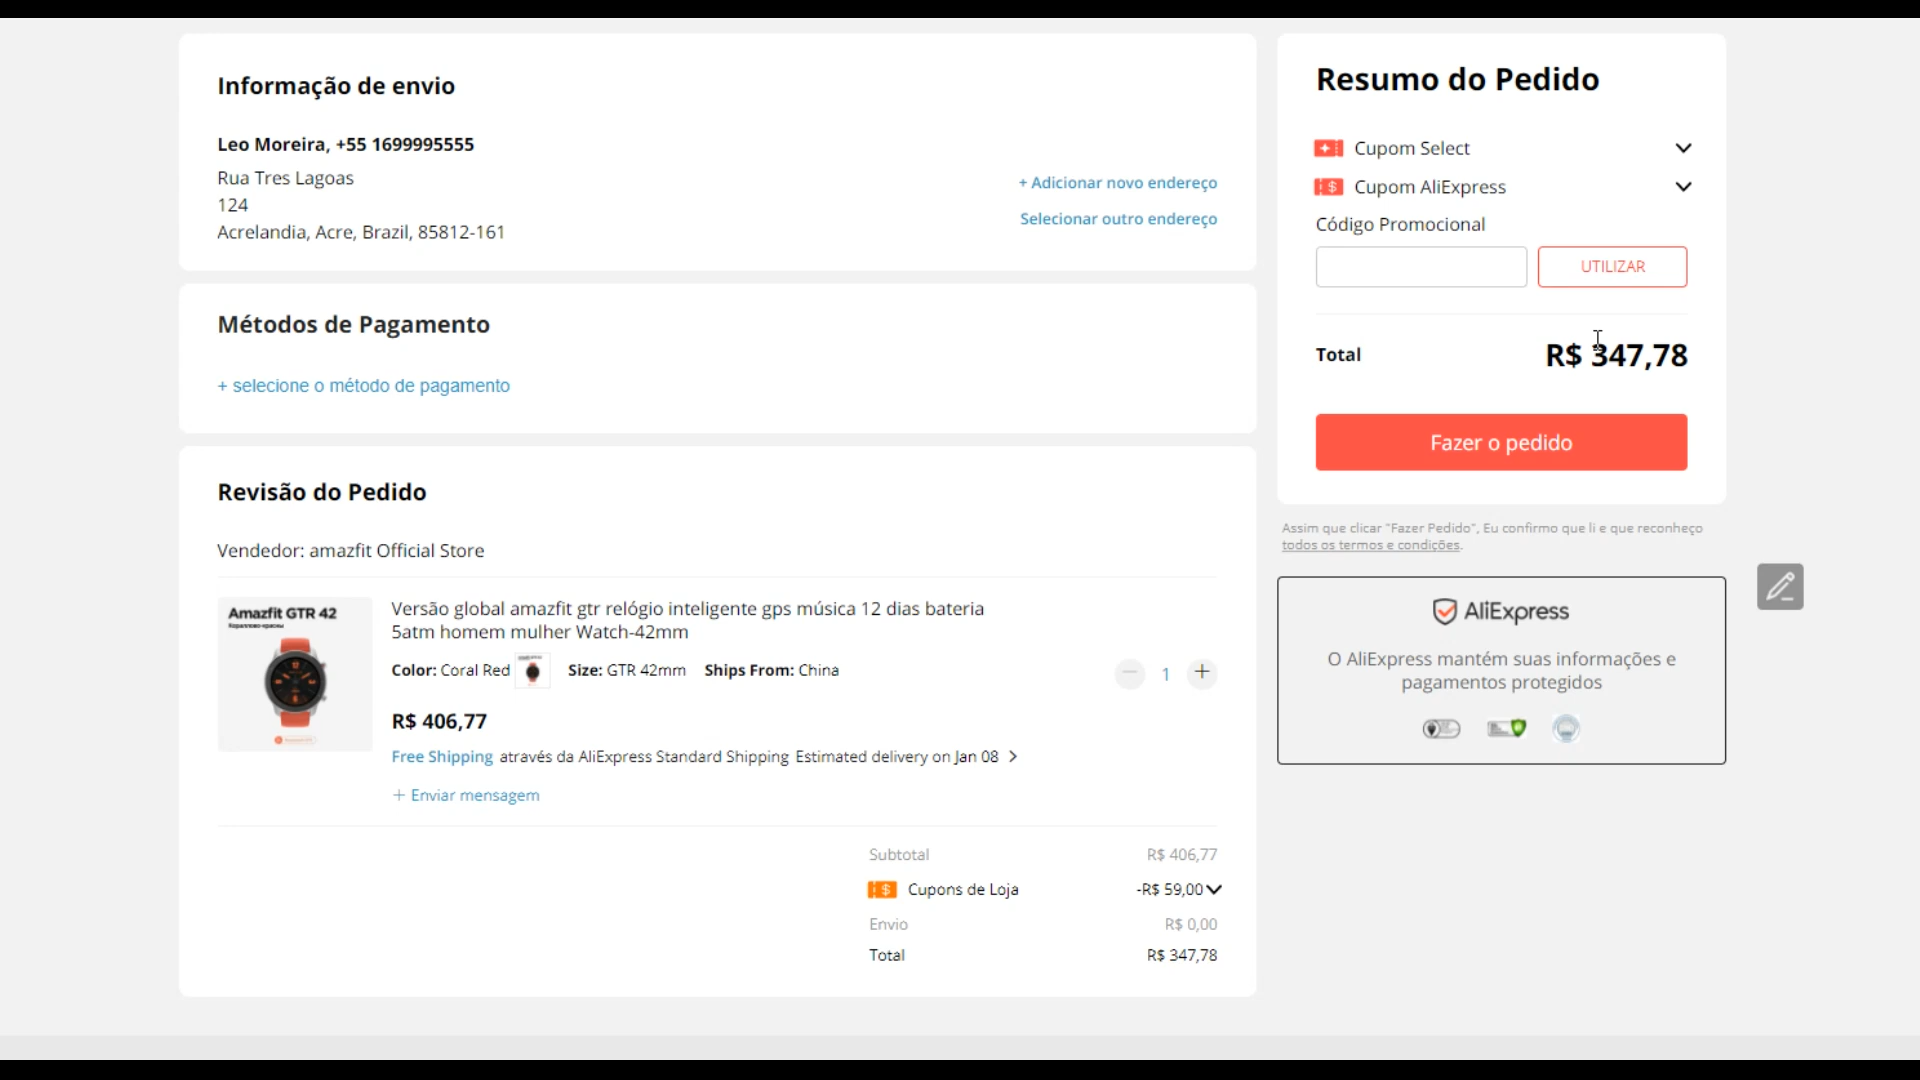 Informação de envio
Leo Moreira, +55 1699995555
Rua Tres Lagoas
124
Acrelandia, Acre, Brazil, 85812-161
+ Adicionar novo endereço
Selecionar outro endereço
Métodos de Pagamento
+ selecione o método de pagamento
Revisão do Pedido
Vendedor: amazfit Official Store
Amazfit GTR 42
Versão global amazfit gtr relógio inteligente gps música 12 dias bateria
5atm homem mulher Watch-42mm
Color: Coral Red Size: GTR 42mm Ships From: China
1
R$ 406,77
Free Shipping através da AliExpress Standard Shipping Estimated delivery on Jan 08
+ Enviar mensagem
Subtotal R$ 406,77
Cupons de Loja -R$ 59,00
Envio R$ 0,00
Total R$ 347,78
Resumo do Pedido
Cupom Select
Cupom AliExpress
Código Promocional
UTILIZAR
Total R$ 347,78
Fazer o pedido
Assim que clicar "Fazer Pedido", Eu confirmo que li e que reconheço
todos os termos e condições.
AliExpress
O AliExpress mantém suas informações e
pagamentos protegidos